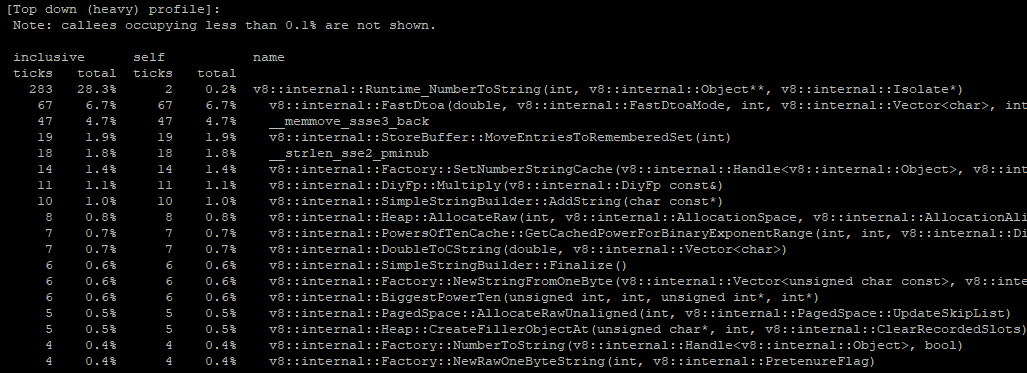 [Top down (heavy) profile]:
Note: callees occupying less than 0.1% are not shown.
inclusive self name
ticks total ticks total
283 28.3% 2 0.2% v8::internal::Runtime_NumberToString(int, v8::internal::Object**, v8::internal::Isolate*)
67 6.7% 67 6.7% v8::internal::FastDtoa(double, v8::internal::FastDtoaMode, int, v8::internal::Vector<char>, int
47 4.7% 47 4.7% __memmove_ssse3_back
19 1.9% 19 1.9% v8::internal::StoreBuffer::MoveEntriesToRememberedSet(int)
18 1.8% 18 1.8% __strlen_sse2_pminub
14 1.4% 14 1.4% v8::internal::Factory::SetNumberStringCache(v8::internal::Handle<v8::internal::Object>, v8::int
11 1.1% 11 1.1% v8::internal::DiyFp::Multiply(v8::internal::DiyFp const&)
10 1.0% 10 1.0% v8::internal::SimpleStringBuilder::AddString(char const*)
8 0.8% 8 0.8% v8::internal::Heap::AllocateRaw(int, v8::internal::AllocationSpace, v8::internal::AllocationAli
7 0.7% 7 0.7% v8::internal::PowersOfTenCache::GetCachedPowerForBinaryExponentRange(int, int, v8::internal::Di
7 0.7% 7 0.7% v8::internal::DoubleToCString(double, v8::internal::Vector<char>)
6 0.6% 6 0.6% v8::internal::SimpleStringBuilder::Finalize()
6 0.6% 6 0.6% v8::internal::Factory::NewStringFromOneByte(v8::internal::Vector<unsigned char const>, v8::inte
6 0.6% 6 0.6% v8::internal::BiggestPowerTen(unsigned int, int, unsigned int*, int*)
5 0.5% 5 0.5% v8::internal::PagedSpace::AllocateRawUnaligned(int, v8::internal::PagedSpace::UpdateSkipList)
5 0.5% 5 0.5% v8::internal::Heap::CreateFillerObjectAt(unsigned char*, int, v8::internal::ClearRecordedSlots)
4 0.4% 4 0.4% v8::internal::Factory::NumberToString(v8::internal::Handle<v8::internal::Object>, bool)
4 0.4% 4 0.4% v8::internal::Factory::NewRawOneByteString(int, v8::internal::PretenureFlag)